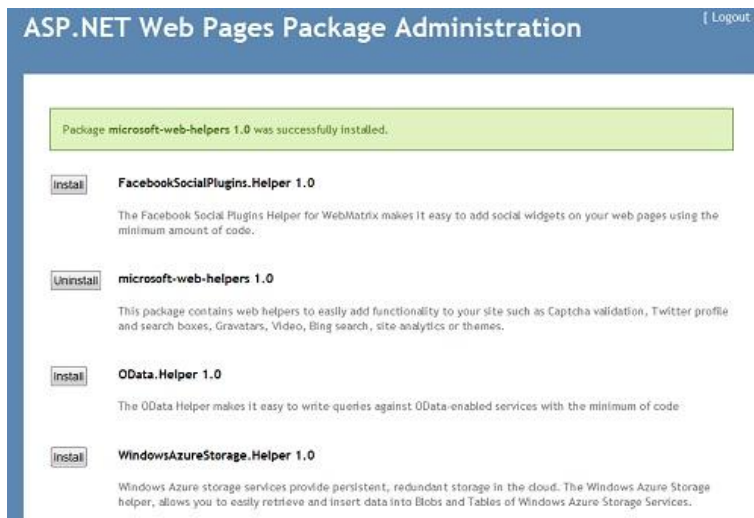 ASP.NET Web Pages Package Administration
[ Logout
Package microsoft-web-helpers 1.0 was successfully installed.
Install
FacebookSocialPlugins.Helper 1.0
The Facebook Social Plugins Helper for WebMatrix makes it easy to add social widgets on your web pages using the
minimum amount of code.
Uninstall
microsoft-web-helpers 1.0
This package contains web helpers to easily add functionality to your site such as Captcha validation, Twitter profile
and search boxes, Gravatars, Video, Bing search, site analytics or themes.
Install
OData.Helper 1.0
The OData Helper makes it easy to write queries against OData-enabled services with the minimum of code
Install
WindowsAzureStorage.Helper 1.0
Windows Azure storage services provide persistent, redundant storage in the cloud. The Windows Azure Storage
helper, allows you to easily retrieve and insert data into Blobs and Tables of Windows Azure Storage Services.